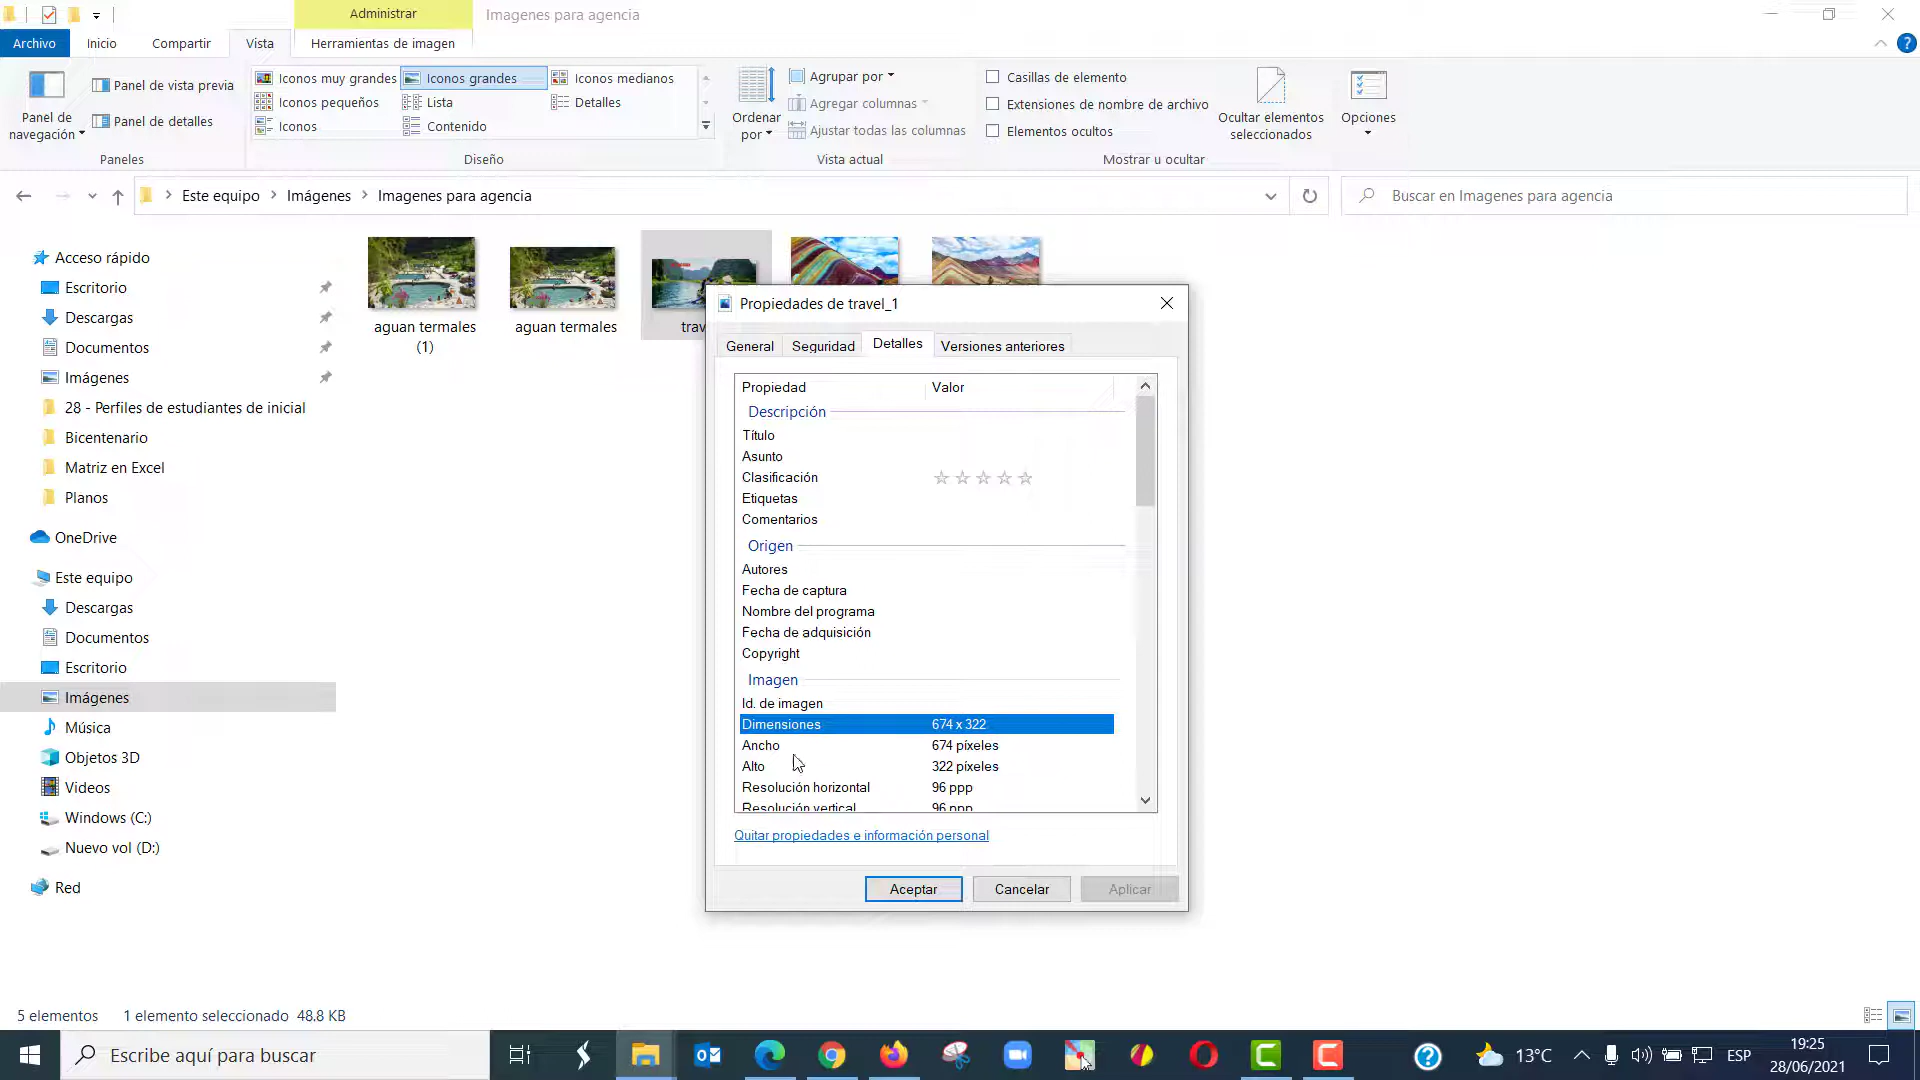 Administrar
Imagenes para agencia
Archivo
Inicio
Compartir
Vista
Herramientas de imagen
Panel de navegación
Panel de vista previa
Panel de detalles
Paneles
Iconos muy grandes
Iconos grandes
Iconos medianos
Iconos pequeños
Lista
Detalles
Iconos
Contenido
Diseño
Ordenar por
Agrupar por
Agregar columnas
Ajustar todas las columnas
Vista actual
Casillas de elemento
Extensiones de nombre de archivo
Elementos ocultos
Ocultar elementos seleccionados
Mostrar u ocultar
Opciones
Este equipo
Imágenes
Imagenes para agencia
Buscar en Imagenes para agencia
Acceso rápido
Escritorio
Descargas
Documentos
Imágenes
28 - Perfiles de estudiantes de inicial
Bicentenario
Matriz en Excel
Planos
OneDrive
Este equipo
Descargas
Documentos
Escritorio
Imágenes
Música
Objetos 3D
Videos
Windows (C:)
Nuevo vol (D:)
Red
aguan termales
(1)
aguan termales
trav
Propiedades de travel_1
General
Seguridad
Detalles
Versiones anteriores
Propiedad
Valor
Descripción
Título
Asunto
Clasificación
Etiquetas
Comentarios
Origen
Autores
Fecha de captura
Nombre del programa
Fecha de adquisición
Copyright
Imagen
Id. de imagen
Dimensiones 674 x 322
Ancho 674 píxeles
Alto 322 píxeles
Resolución horizontal 96 ppp
Resolución vertical 96 ppp
Quitar propiedades e información personal
Aceptar
Cancelar
Aplicar
5 elementos
1 elemento seleccionado 48.8 KB
Escribe aquí para buscar
13°C
ESP
19:25
28/06/2021